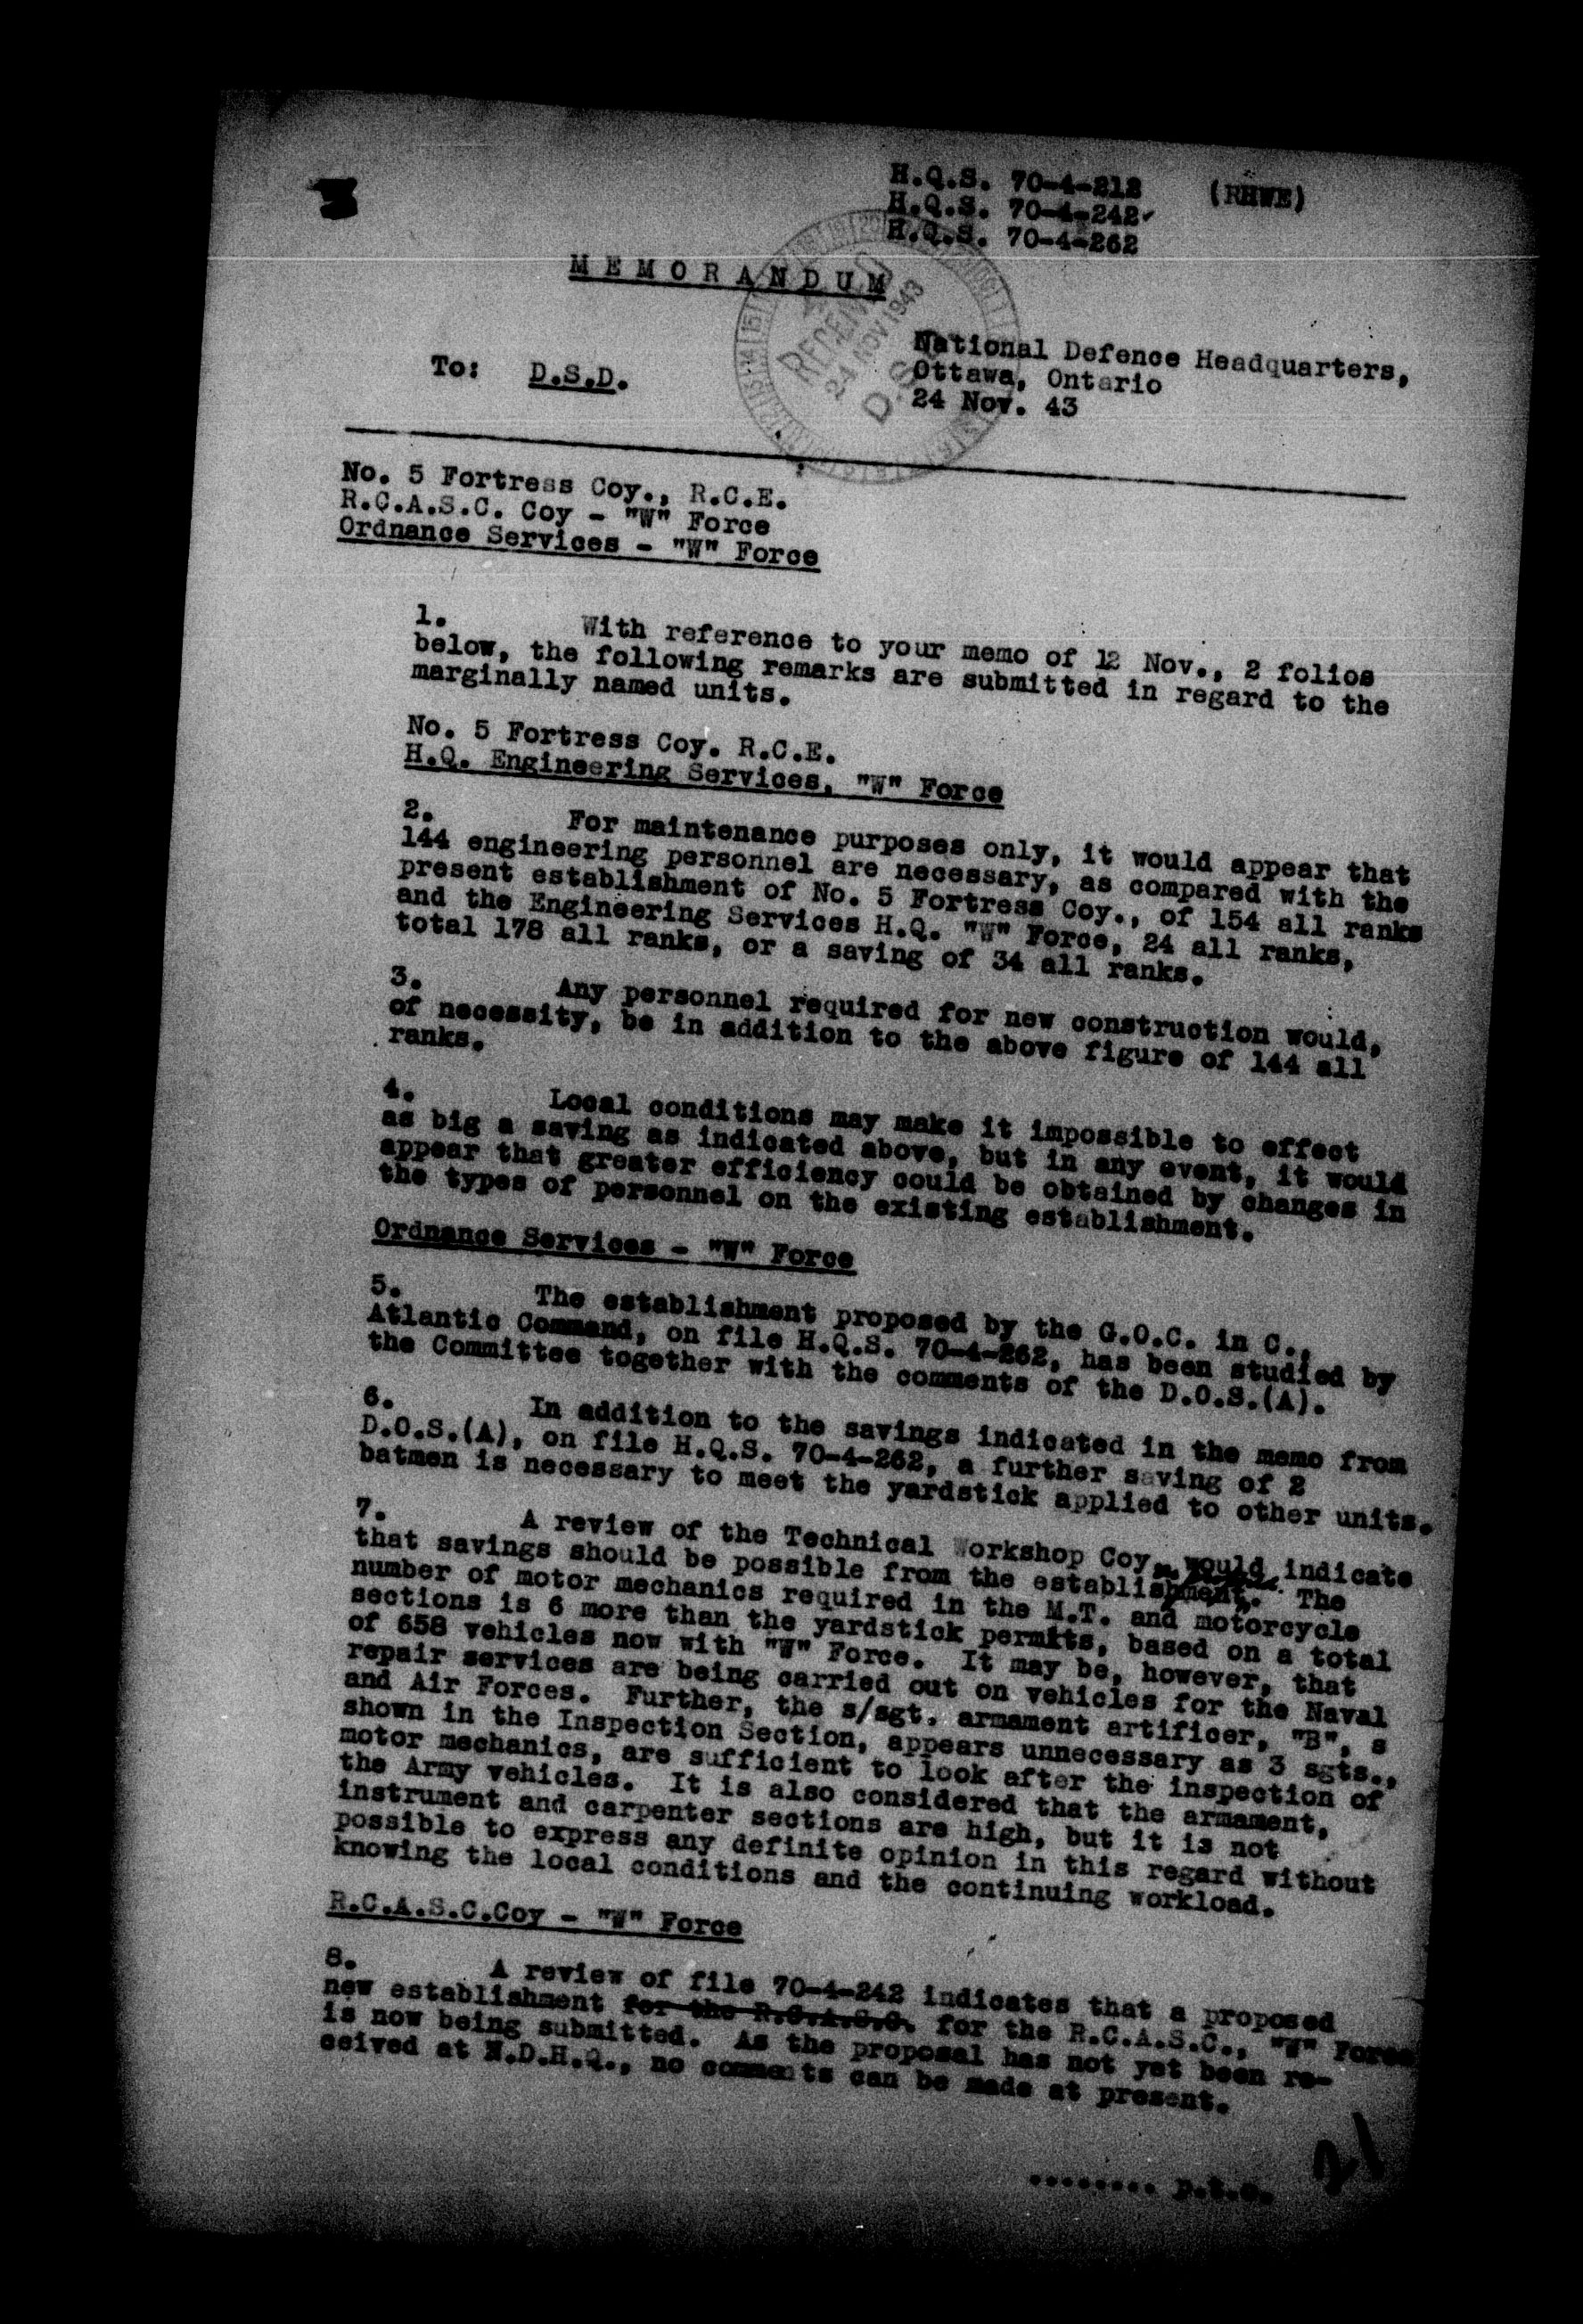 H.Q.S. 70-4-212 (RHWE)
H.Q.S. 70-4-242✓
H.Q.S. 70-4-262
MEMORANDUM
RECEIVED
24 NOV 1943
D.S.
National Defence Headquarters,
Ottawa, Ontario
24 Nov. 43
To: D.S.D.
No. 5 Fortress Coy., R.C.E.
R.C.A.S.C. Coy - "W" Force
Ordnance Services - "W" Force
1. With reference to your memo of 12 Nov., 2 folios
below, the following remarks are submitted in regard to the
marginally named units.
No. 5 Fortress Coy. R.C.E.
H.Q. Engineering Services, "W" Force
2. For maintenance purposes only, it would appear that
144 engineering personnel are necessary, as compared with the
present establishment of No. 5 Fortress Coy., of 154 all ranks
and the Engineering Services H.Q. "W" Force, 24 all ranks,
total 178 all ranks, or a saving of 34 all ranks.
3. Any personnel required for new construction would,
of necessity, be in addition to the above figure of 144 all
ranks.
4. Local conditions may make it impossible to effect
as big a saving as indicated above, but in any event, it would
appear that greater efficiency could be obtained by changes in
the types of personnel on the existing establishment.
Ordnance Services - "W" Force
5. The establishment proposed by the G.O.C. in C.,
Atlantic Command, on file H.Q.S. 70-4-262, has been studied by
the Committee together with the comments of the D.O.S.(A).
6. In addition to the savings indicated in the memo from
D.O.S.(A), on file H.Q.S. 70-4-262, a further saving of 2
batmen is necessary to meet the yardstick applied to other units.
7. A review of the Technical Workshop Coy. would indicate
that savings should be possible from the establishment. The
number of motor mechanics required in the M.T. and motorcycle
sections is 6 more than the yardstick permits, based on a total
of 658 vehicles now with "W" Force. It may be, however, that
repair services are being carried out on vehicles for the Naval
and Air Forces. Further, the s/sgt. armament artificer, "B", s
shown in the Inspection Section, appears unnecessary as 3 sgts.,
motor mechanics, are sufficient to look after the inspection of
the Army vehicles. It is also considered that the armament,
instrument and carpenter sections are high, but it is not
possible to express any definite opinion in this regard without
knowing the local conditions and the continuing workload.
R.C.A.S.C.Coy - "W" Force
8. A review of file 70-4-242 indicates that a proposed
new establishment for the R.C.A.S.C. for the R.C.A.S.C., "W" Force
is now being submitted. As the proposal has not yet been re-
ceived at N.D.H.Q., no comments can be made at present.
........ p.t.o.
21